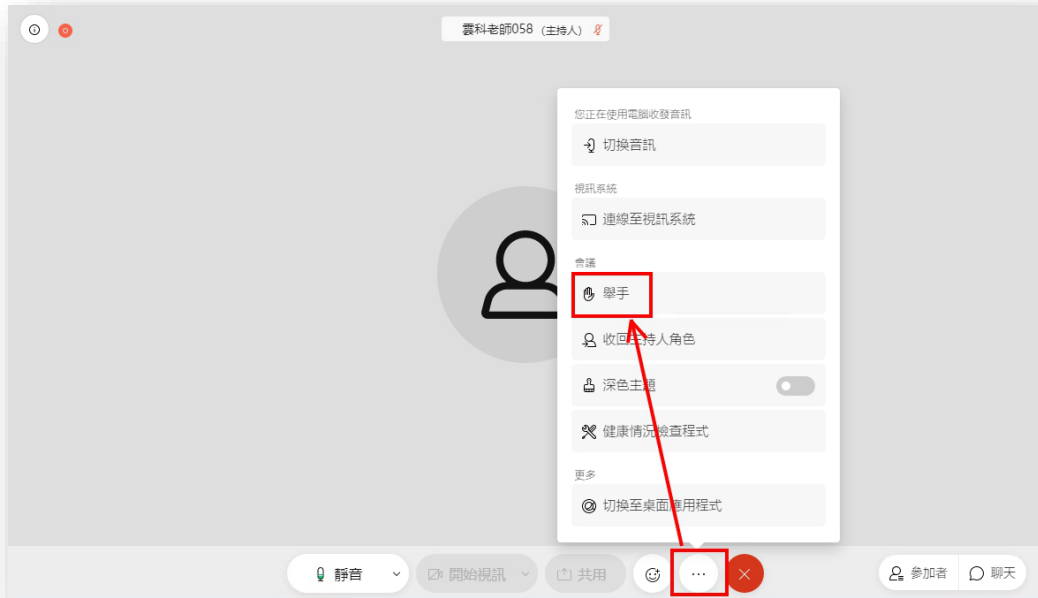 雲科老師058 (主持人)
您正在使用電腦收發音訊
切換音訊
視訊系統
連線至視訊系統
會議
舉手
收回主持人角色
深色主題
健康情況檢查程式
更多
切換至桌面應用程式
靜音
開始視訊
共用
參加者
聊天